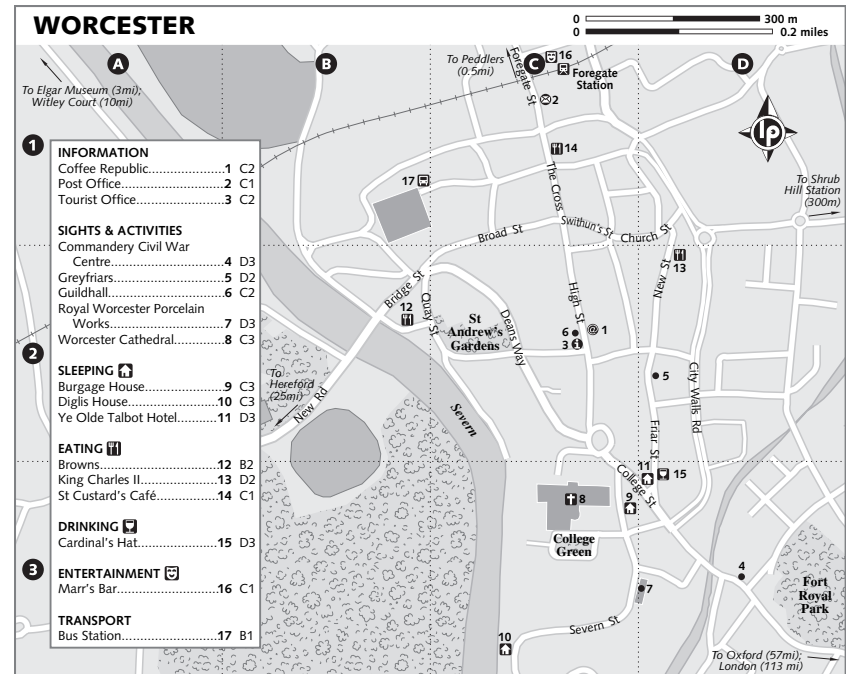 WORCESTER
0 300 m
0 0.2 miles
A
B
C
D
To Elgar Museum (3mi);
Witley Court (10mi)
To Peddlers
(0.5mi)
Foregate St
16
Foregate
Station
2
lp
1
INFORMATION
Coffee Republic.....................1 C2
Post Office............................2 C1
Tourist Office........................3 C2
SIGHTS & ACTIVITIES
Commandery Civil War
Centre................................4 D3
Greyfriars..............................5 D2
Guildhall................................6 C2
Royal Worcester Porcelain
Works.................................7 D3
Worcester Cathedral..............8 C3
2
SLEEPING
Burgage House.....................9 C3
Diglis House........................10 C3
Ye Olde Talbot Hotel...........11 D3
EATING
Browns................................12 B2
King Charles II.....................13 D2
St Custard's Café.................14 C1
DRINKING
Cardinal's Hat......................15 D3
3
ENTERTAINMENT
Marr's Bar............................16 C1
TRANSPORT
Bus Station..........................17 B1
14
17
The Cross
To Shrub
Hill Station
(300m)
Broad St
Swithun's St
Church St
13
New St
Bridge St
12
Quay St
St
Andrew's
Gardens
Deans Way
High St
6
1
3
5
City Walls Rd
To
Hereford
(25mi)
New Rd
Severn
Friar St
11
15
College St
9
8
College
Green
4
7
Fort
Royal
Park
Severn St
10
To Oxford (57mi);
London (113 mi)